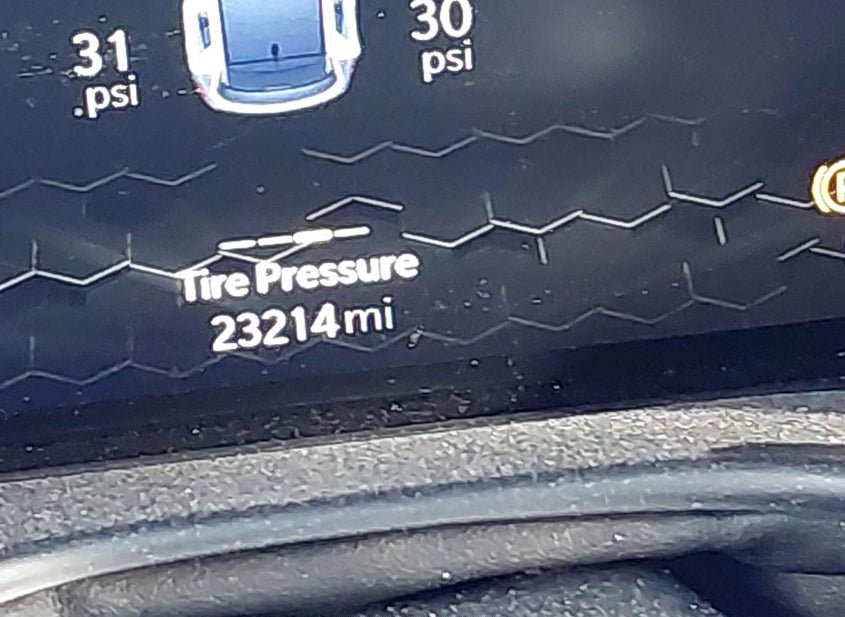 31 30
psi psi
Tire Pressure
23214mi